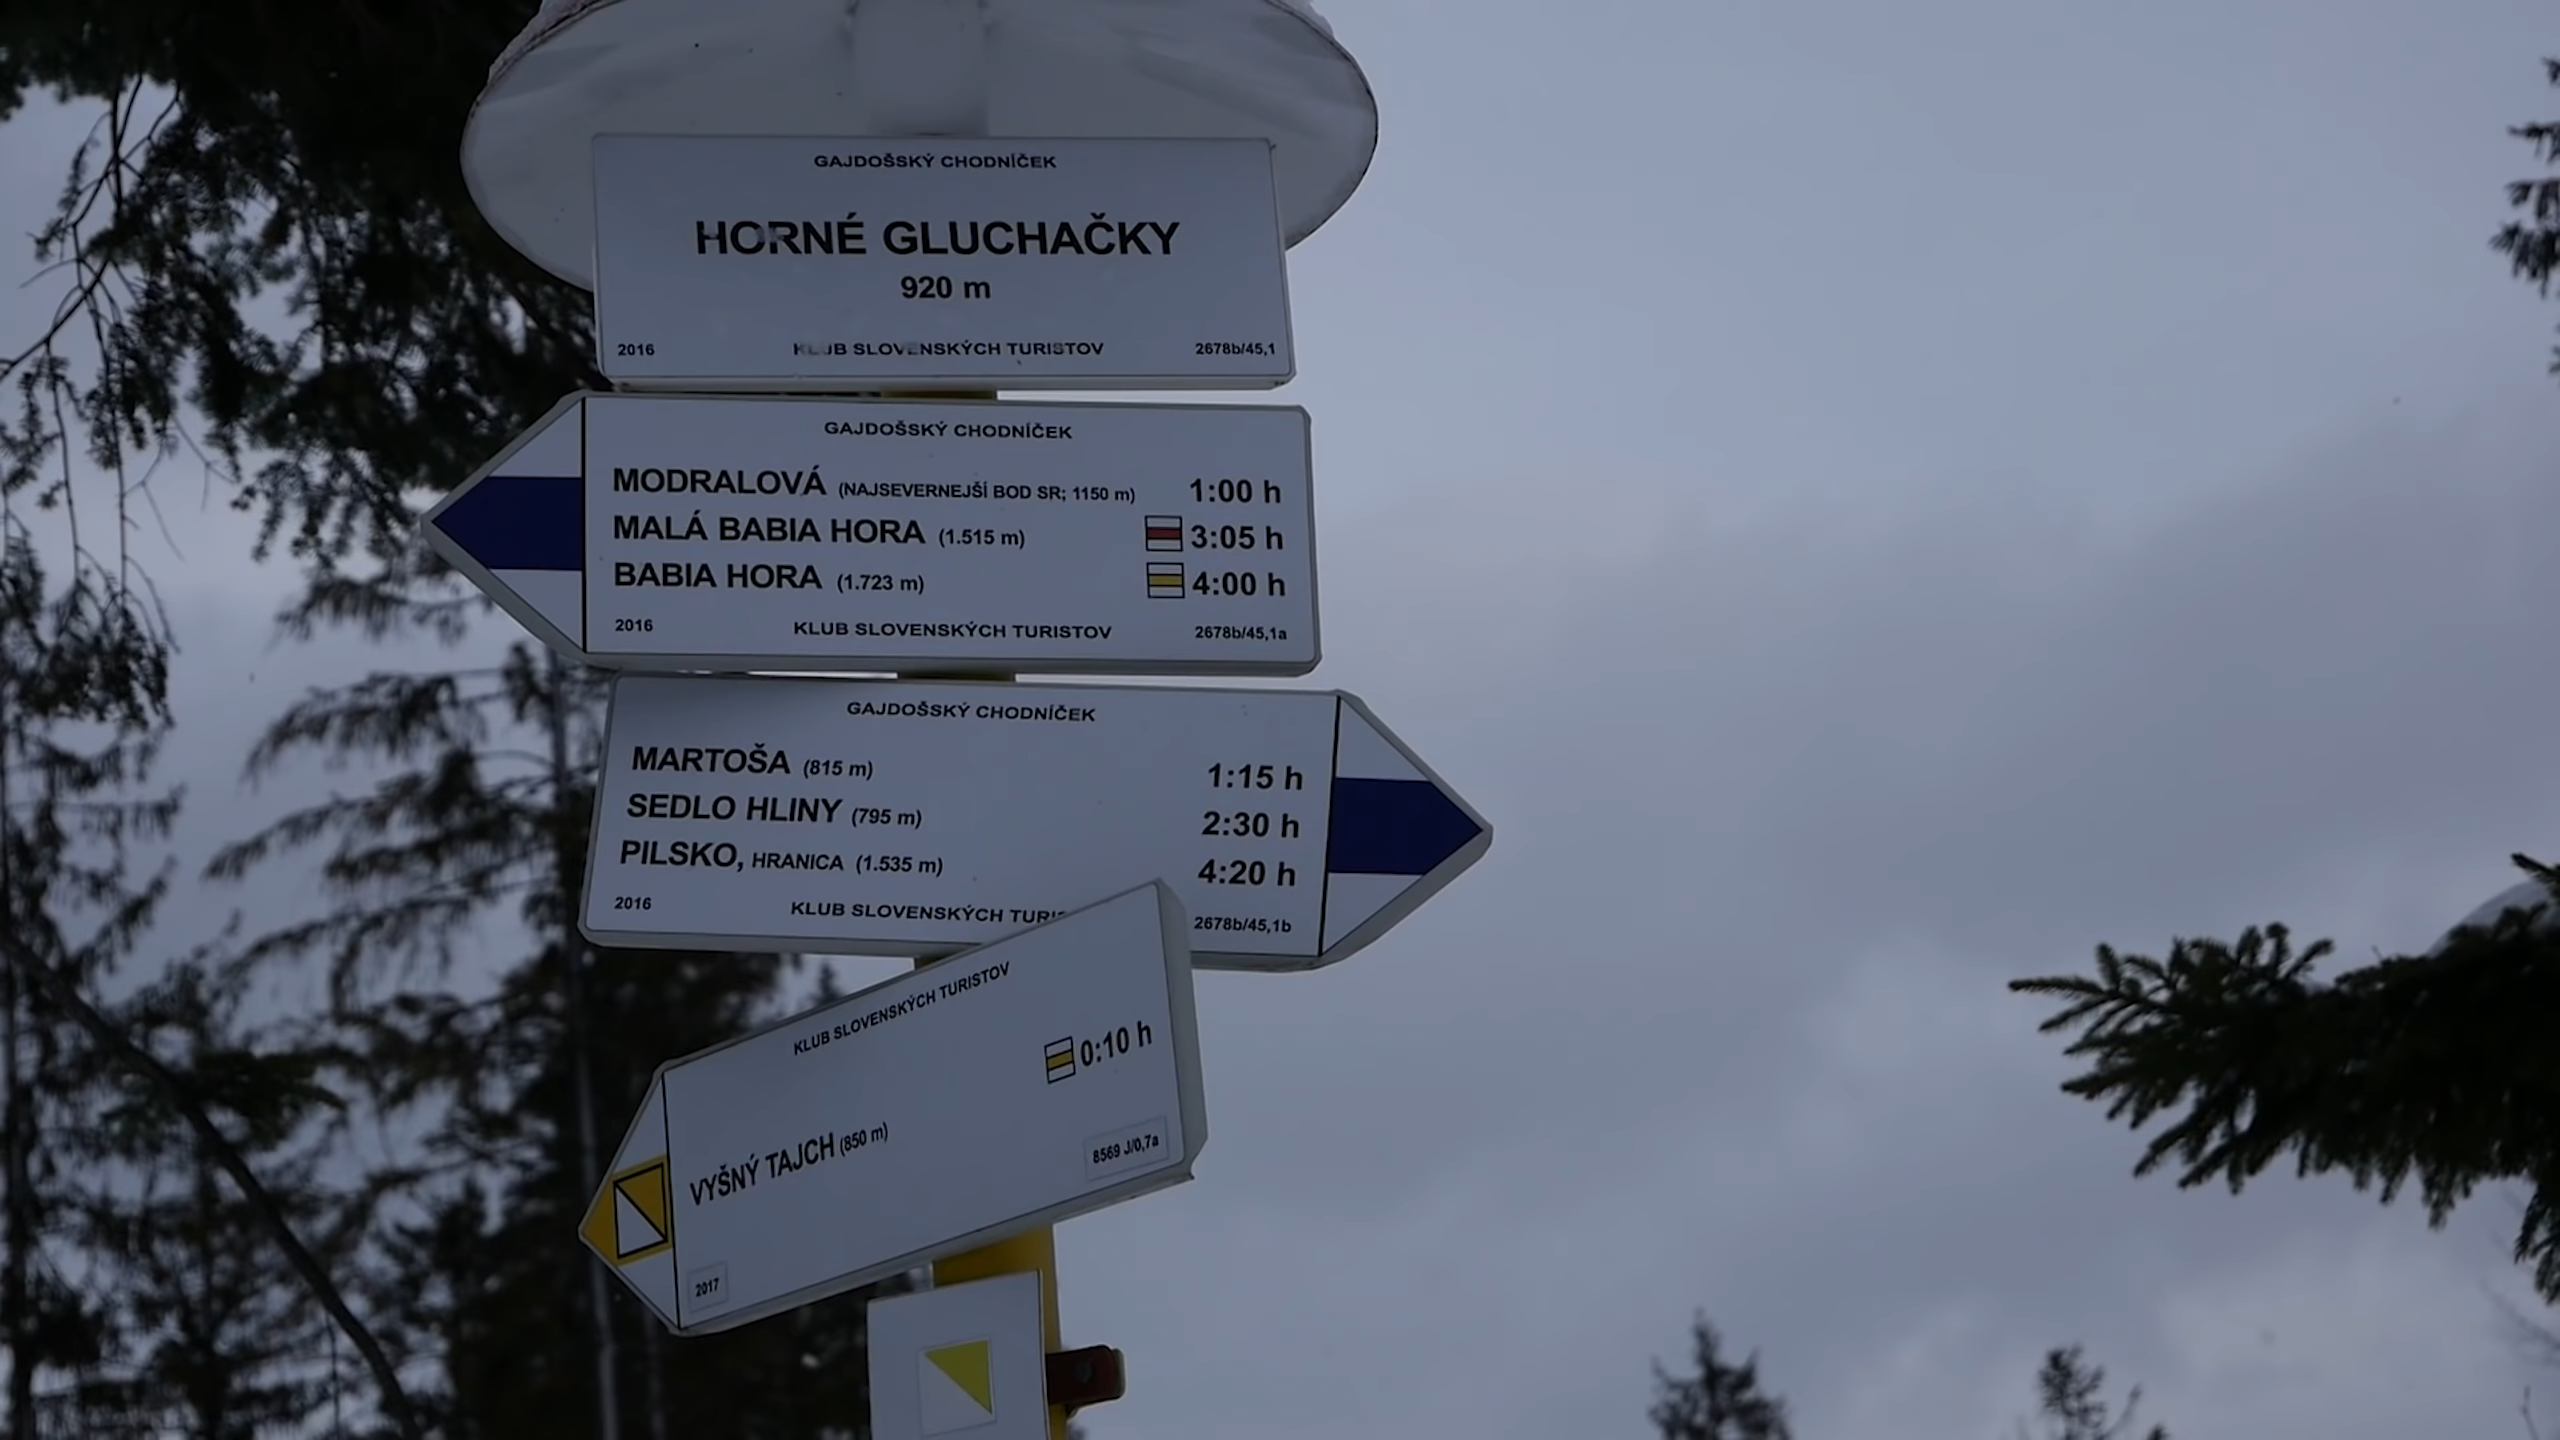 GAJDOŠSKÝ CHODNÍČEK
HORNÉ GLUCHAČKY
920 m
2016 KLUB SLOVENSKÝCH TURISTOV 2678b/45,1
GAJDOŠSKÝ CHODNÍČEK
MODRALOVÁ (NAJSEVERNEJŠÍ BOD SR; 1150 m) 1:00 h
MALÁ BABIA HORA (1.515 m) 3:05 h
BABIA HORA (1.723 m) 4:00 h
2016 KLUB SLOVENSKÝCH TURISTOV 2678b/45,1a
GAJDOŠSKÝ CHODNÍČEK
MARTOŠA (815 m) 1:15 h
SEDLO HLINY (795 m) 2:30 h
PILSKO, HRANICA (1.535 m) 4:20 h
2016 KLUB SLOVENSKÝCH 2678b/45,1b
KLUB SLOVENSKÝCH TURISTOV
0:10 h
VYŠNÝ TAJCH (850 m)
8569 J/0,7a
2017